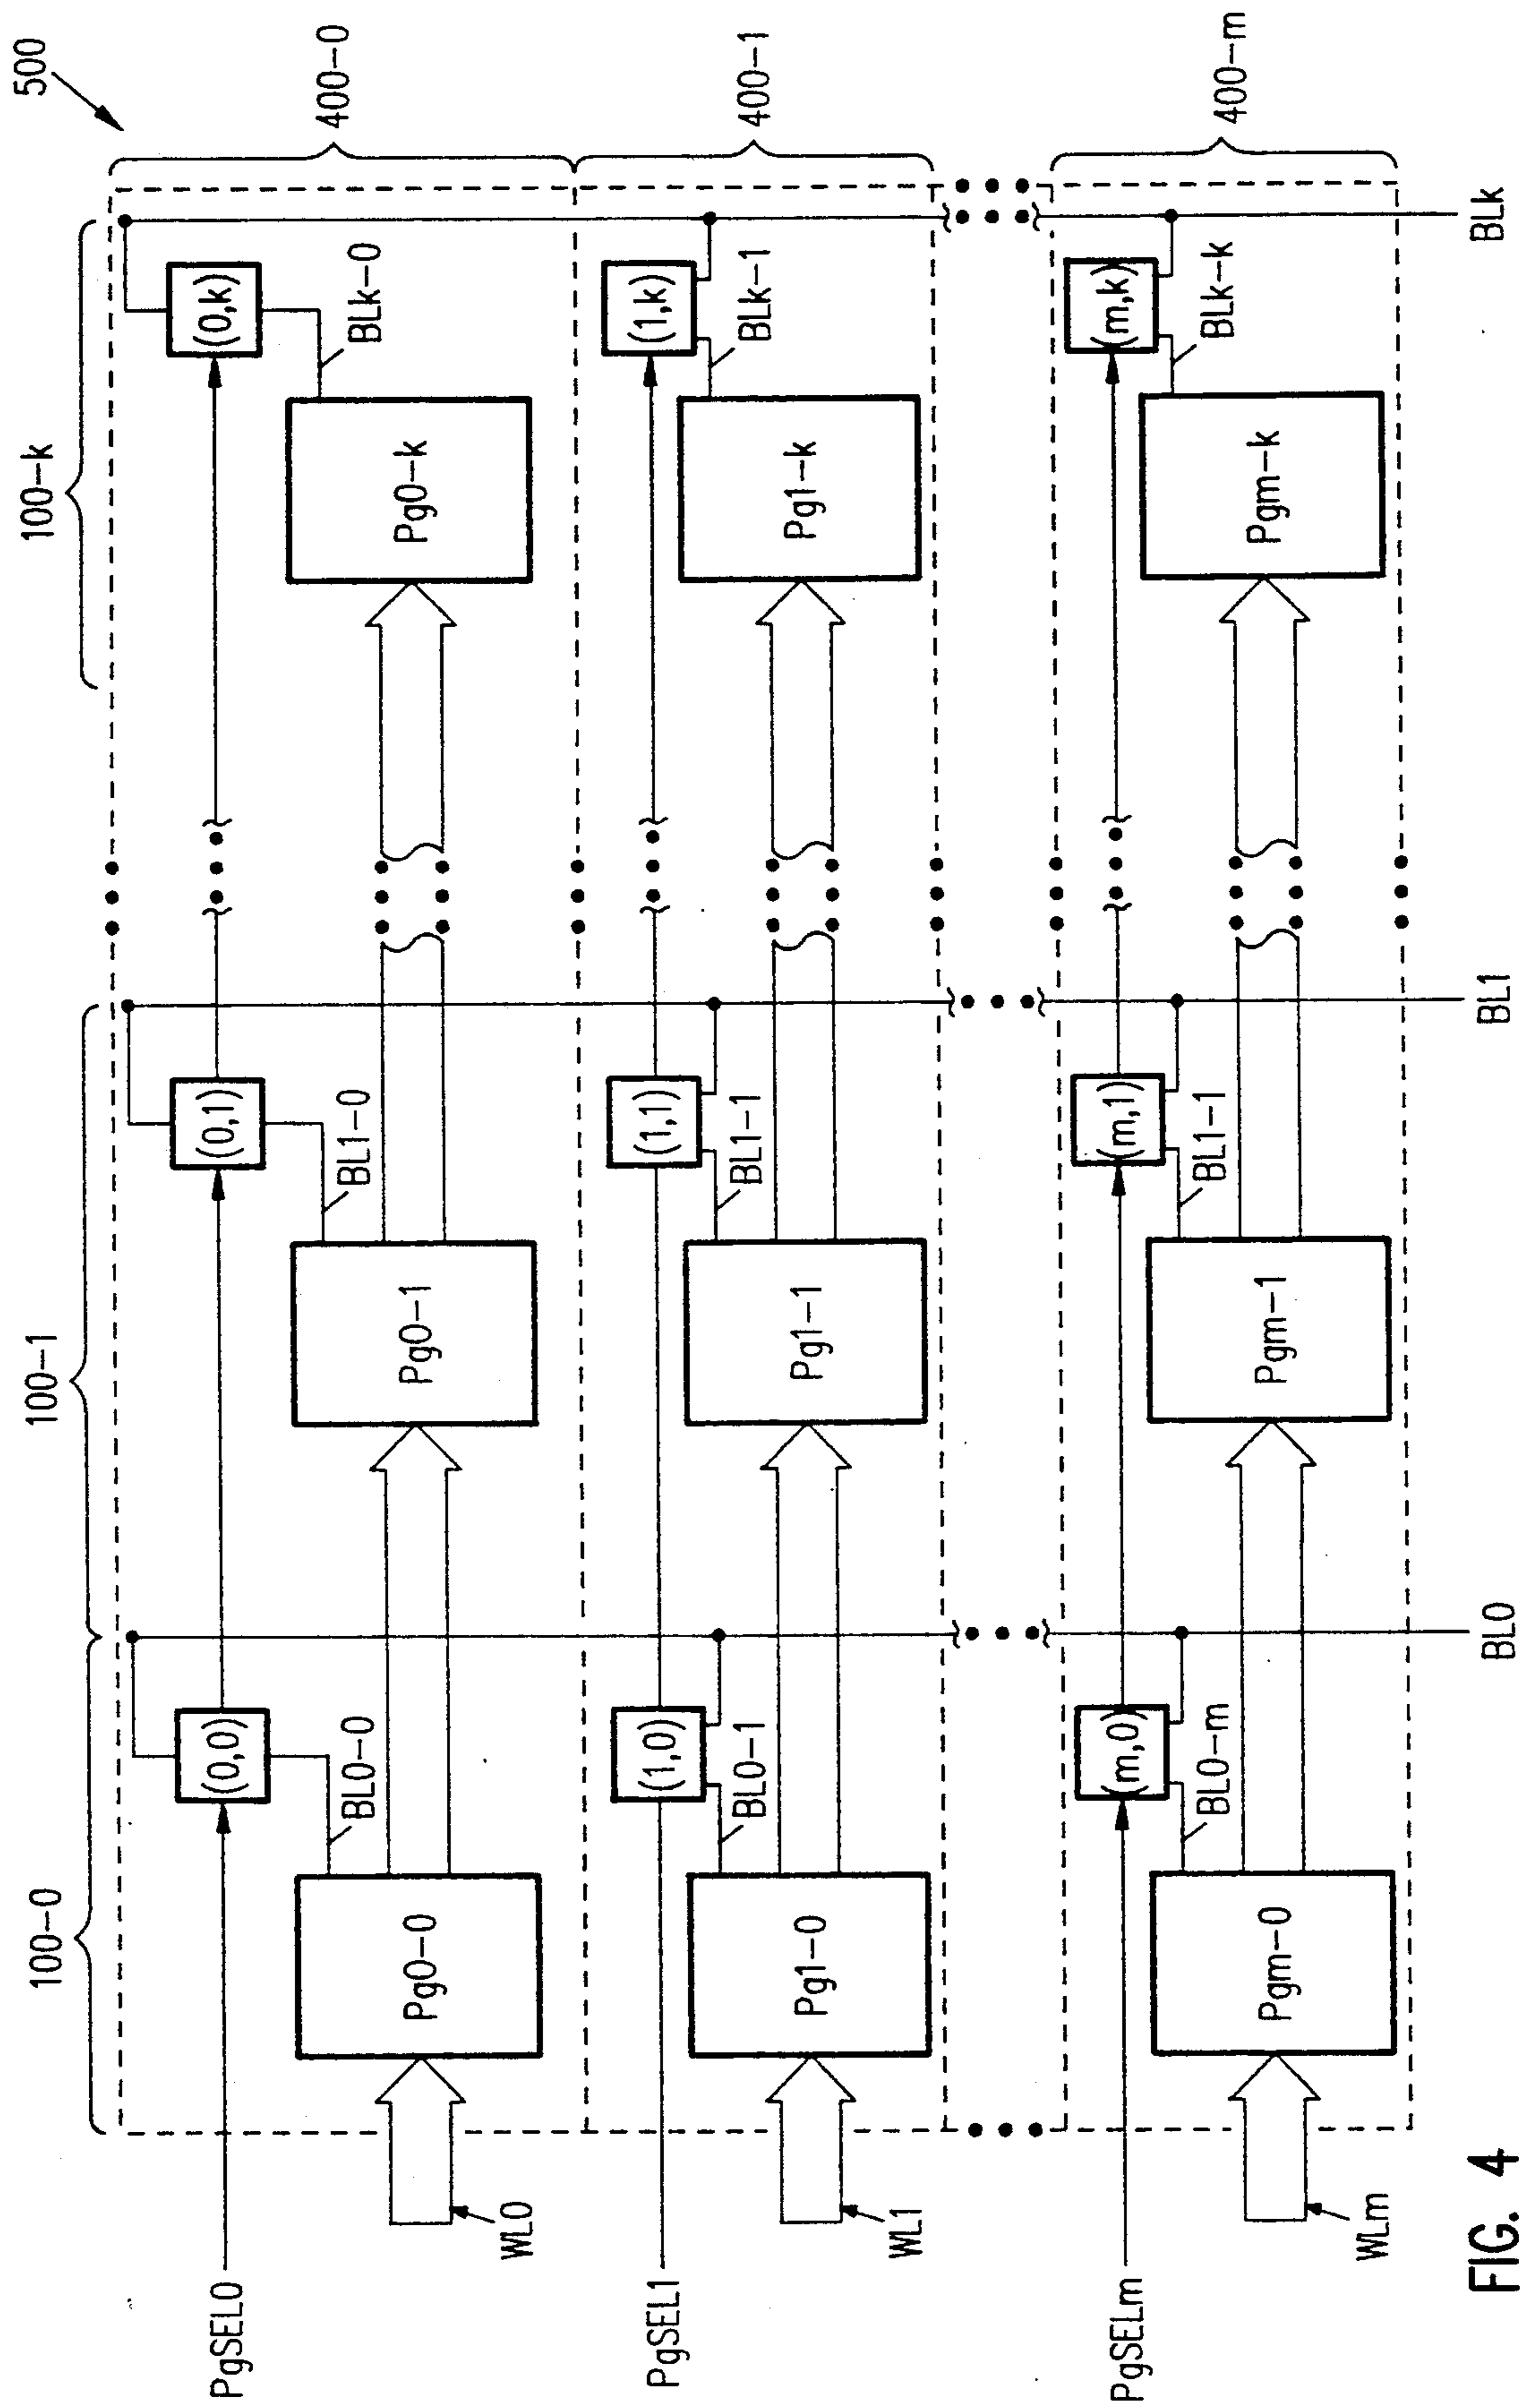 500
100-0
100-1
100-k
400-0
PgSEL0
(0,0)
(0,1)
(0,k)
BL0-0
BL1-0
BLk-0
WL0
Pg0-0
Pg0-1
Pg0-k
400-1
PgSEL1
(1,0)
(1,1)
(1,k)
BL0-1
BL1-1
BLk-1
WL1
Pg1-0
Pg1-1
Pg1-k
400-m
PgSELm
(m,0)
(m,1)
(m,k)
BL0-m
BL1-1
BLk-k
WLm
Pgm-0
Pgm-1
Pgm-k
BL0
BL1
BLk
FIG. 4